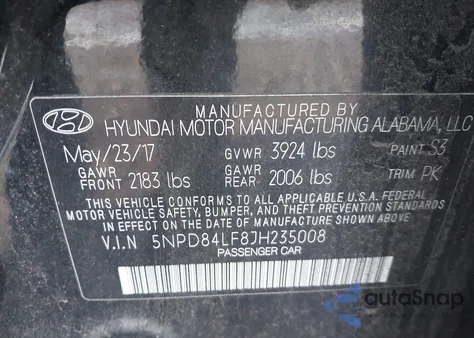 MANUFACTURED BY
HYUNDAI MOTOR MANUFACTURING ALABAMA, LLC
May/23/17 GVWR 3924 lbs PAINT S3
GAWR FRONT 2183 lbs GAWR REAR 2006 lbs TRIM PK
THIS VEHICLE CONFORMS TO ALL APPLICABLE U.S.A. FEDERAL
MOTOR VEHICLE SAFETY, BUMPER, AND THEFT PREVENTION STANDARDS
IN EFFECT ON THE DATE OF MANUFACTURE SHOWN ABOVE.
V.I.N 5NPD84LF8JH235008
PASSENGER CAR
autoSnap